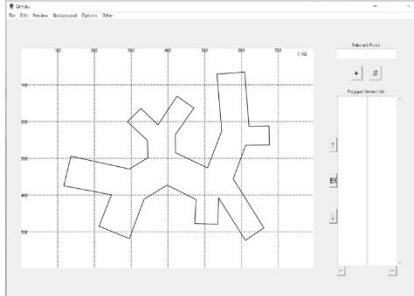 File Edit Preview Background Options Other
100 200 300 400 500 600 700
Selected Point
Polygon Vertex List
100
200
300
400
500